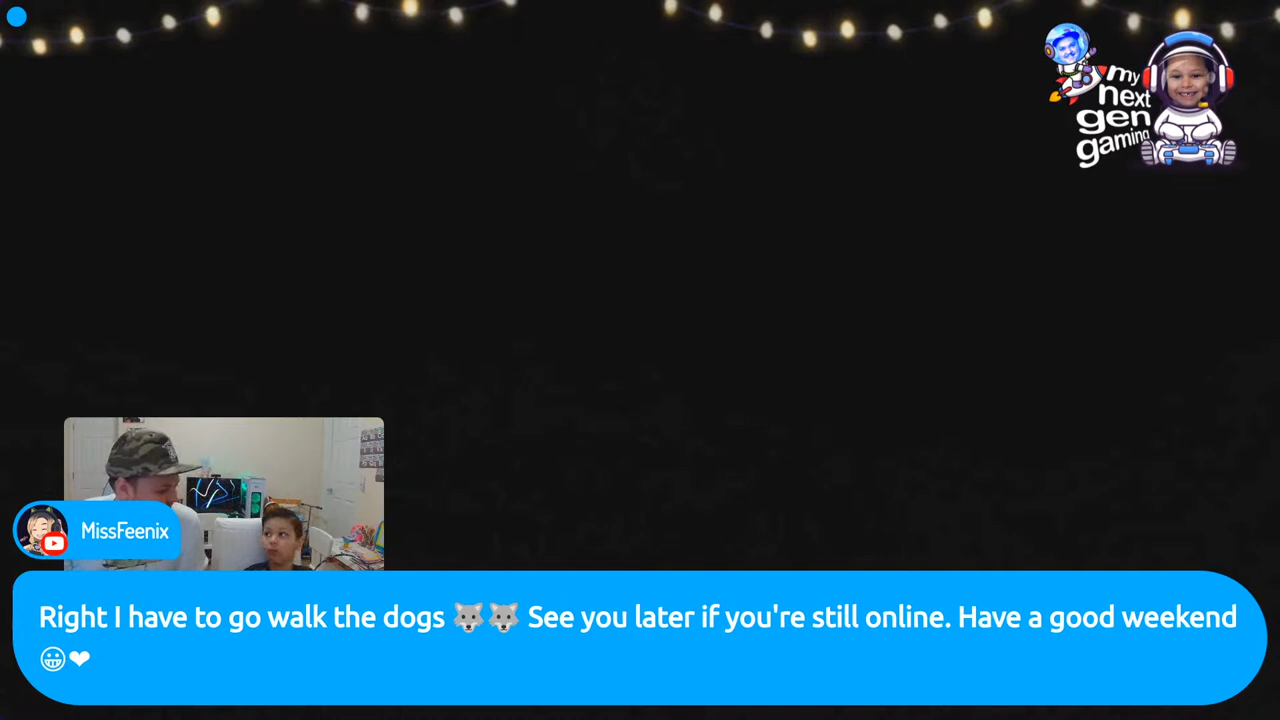 my
next
gen
gaming
MissFeenix
Right I have to go walk the dogs 🐺🐺 See you later if you're still online. Have a good weekend
😀❤